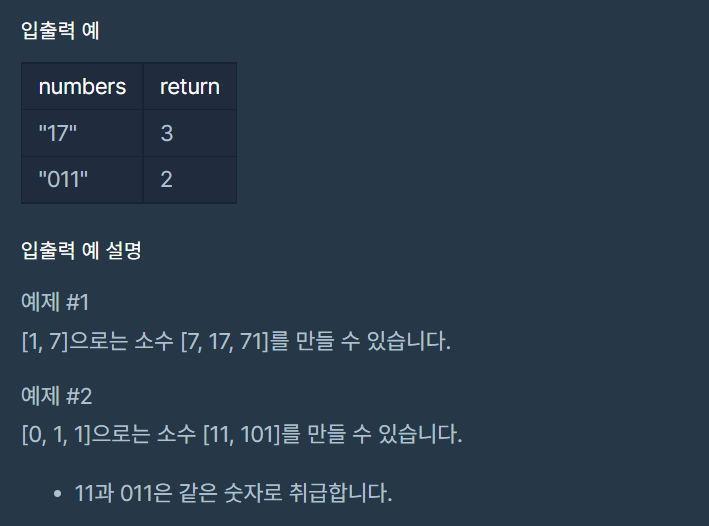 입출력 예
numbers return
"17" 3
"011" 2
입출력 예 설명
예제 #1
[1, 7]으로는 소수 [7, 17, 71]를 만들 수 있습니다.
예제 #2
[0, 1, 1]으로는 소수 [11, 101]를 만들 수 있습니다.
• 11과 011은 같은 숫자로 취급합니다.